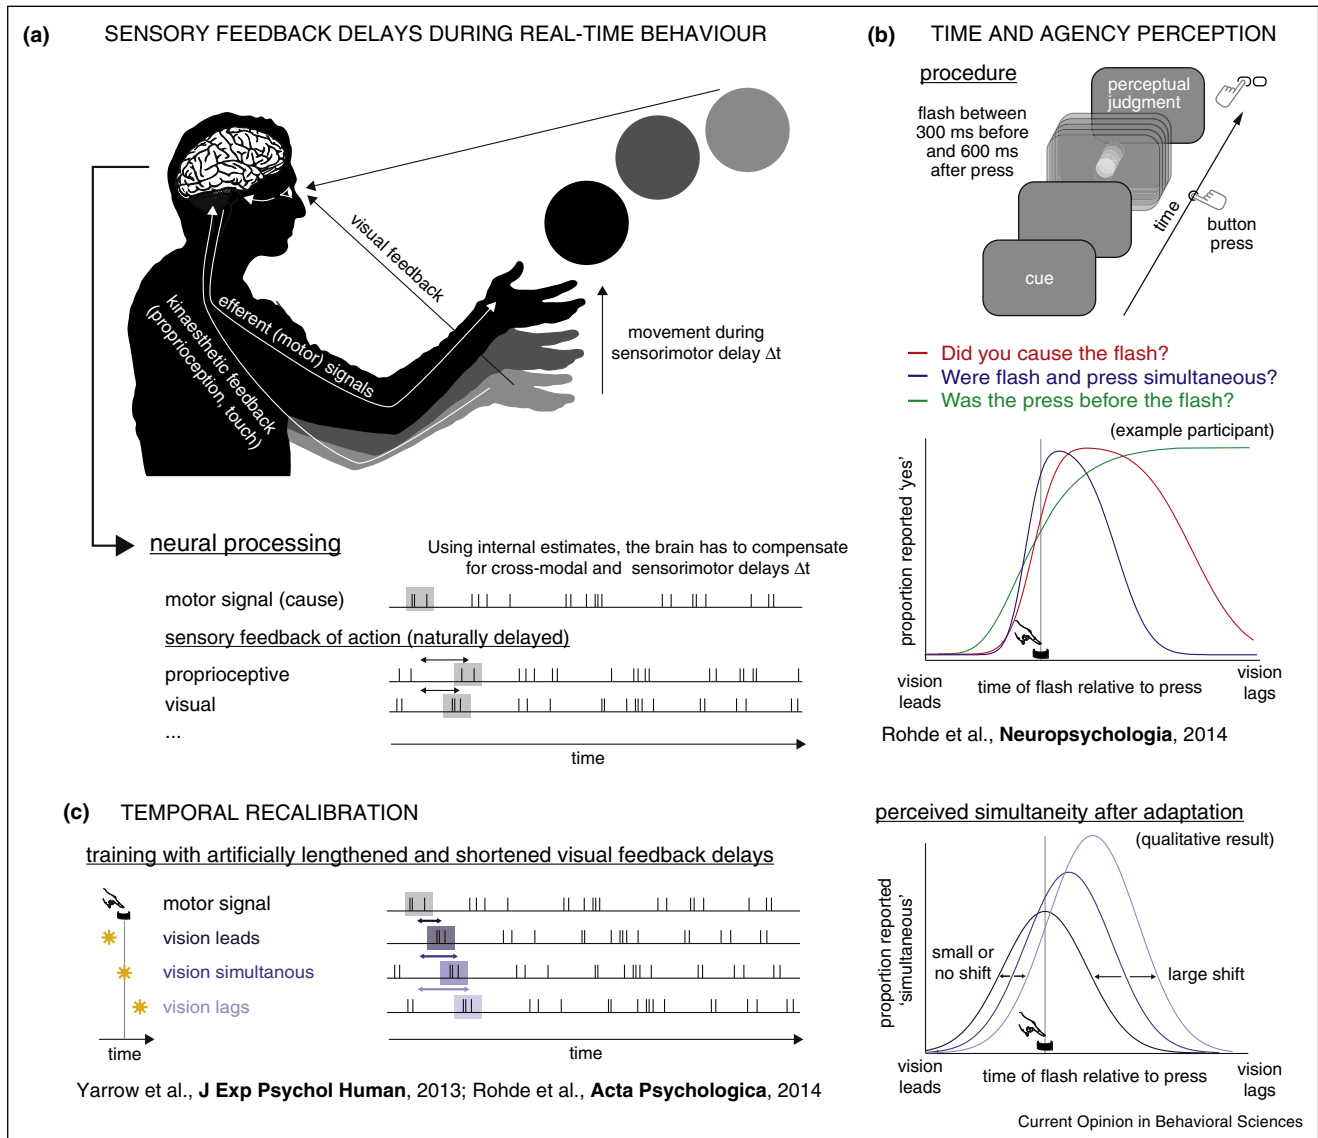 (a) SENSORY FEEDBACK DELAYS DURING REAL-TIME BEHAVIOUR
visual feedback
efferent (motor) signals
kinaesthetic feedback
(proprioception, touch)
movement during
sensorimotor delay Δt
neural processing
Using internal estimates, the brain has to compensate
for cross-modal and sensorimotor delays Δt
motor signal (cause)
sensory feedback of action (naturally delayed)
proprioceptive
visual
...
time
(b) TIME AND AGENCY PERCEPTION
procedure
flash between
300 ms before
and 600 ms
after press
perceptual
judgment
cue
time
button
press
Did you cause the flash?
Were flash and press simultaneous?
Was the press before the flash?
(example participant)
proportion reported 'yes'
vision
leads
time of flash relative to press
vision
lags
Rohde et al., Neuropsychologia, 2014
(c) TEMPORAL RECALIBRATION
training with artificially lengthened and shortened visual feedback delays
motor signal
vision leads
vision simultanous
vision lags
time
time
Yarrow et al., J Exp Psychol Human, 2013; Rohde et al., Acta Psychologica, 2014
perceived simultaneity after adaptation
(qualitative result)
proportion reported
'simultaneous'
small or
no shift
large shift
vision
leads
time of flash relative to press
vision
lags
Current Opinion in Behavioral Sciences